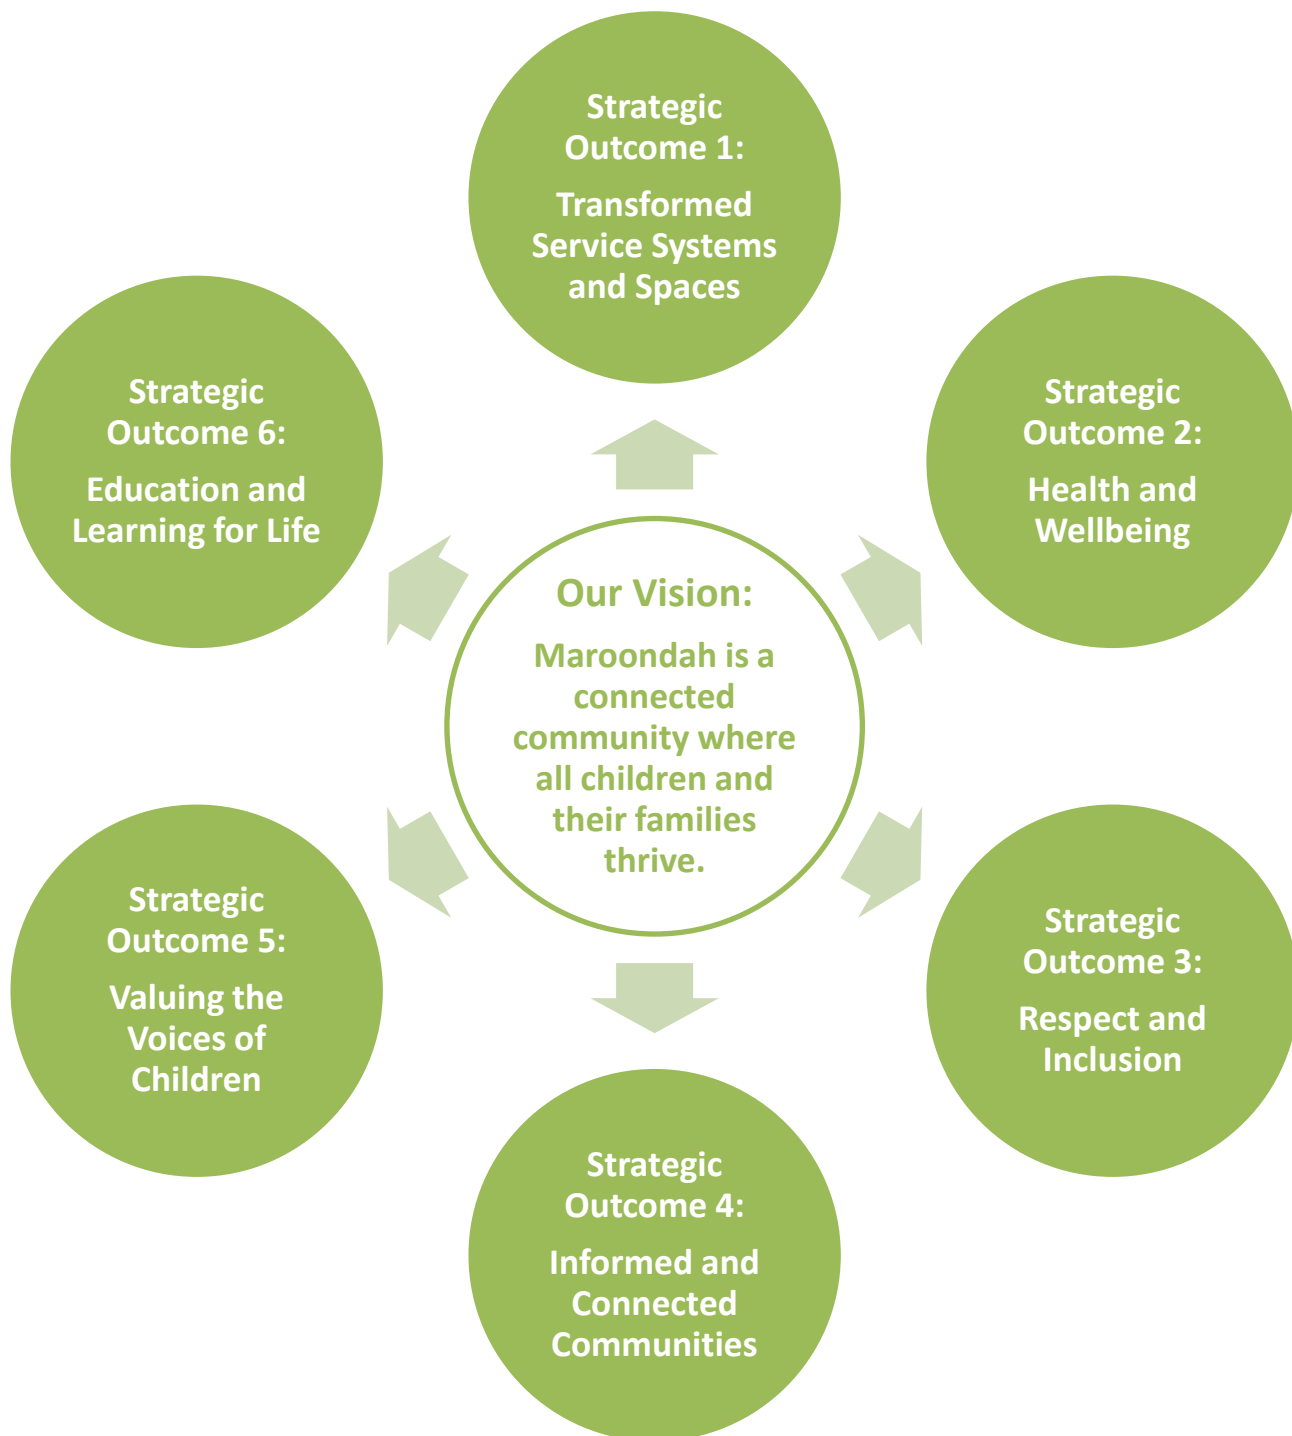 Strategic
Outcome 1:
Transformed
Service Systems
and Spaces
Strategic
Outcome 2:
Health and
Wellbeing
Strategic
Outcome 3:
Respect and
Inclusion
Strategic
Outcome 4:
Informed and
Connected
Communities
Strategic
Outcome 5:
Valuing the
Voices of
Children
Strategic
Outcome 6:
Education and
Learning for Life
Our Vision:
Maroondah is a
connected
community where
all children and
their families
thrive.